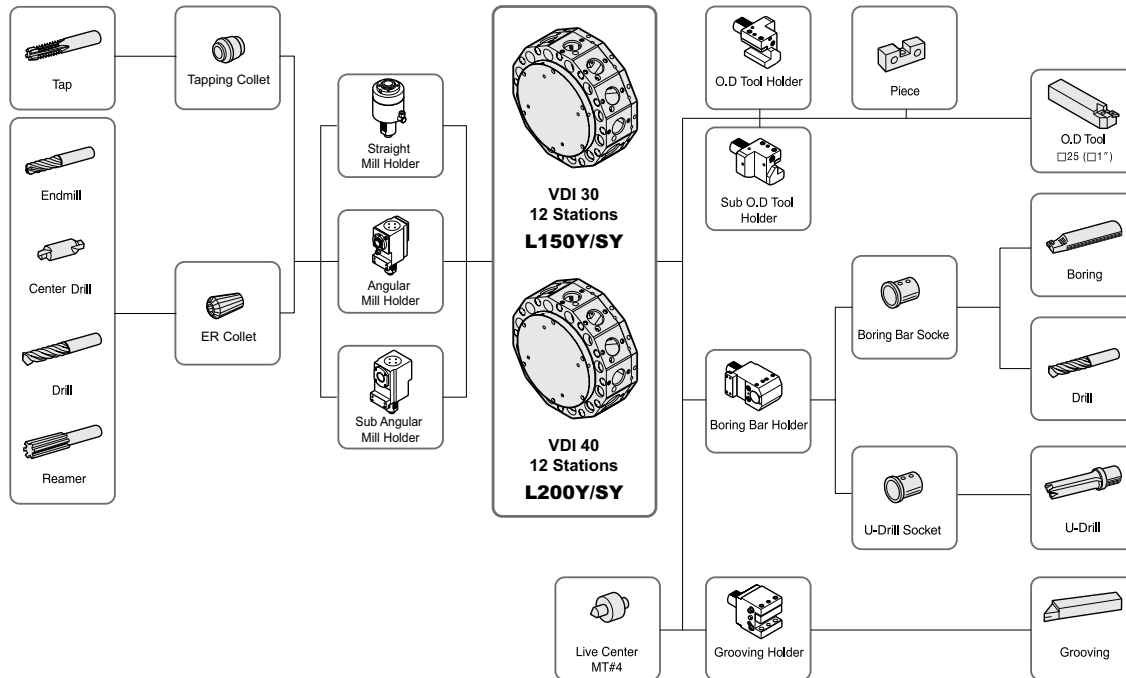 Tap
Tapping Collet
Endmill
Center Drill
Drill
Reamer
ER Collet
Straight
Mill Holder
Angular
Mill Holder
Sub Angular
Mill Holder
VDI 30
12 Stations
L150Y/SY
VDI 40
12 Stations
L200Y/SY
O.D Tool Holder
Sub O.D Tool
Holder
Piece
O.D Tool
□25 (□1″)
Boring Bar Holder
Boring Bar Socke
Boring
Drill
U-Drill Socket
U-Drill
Live Center
MT#4
Grooving Holder
Grooving